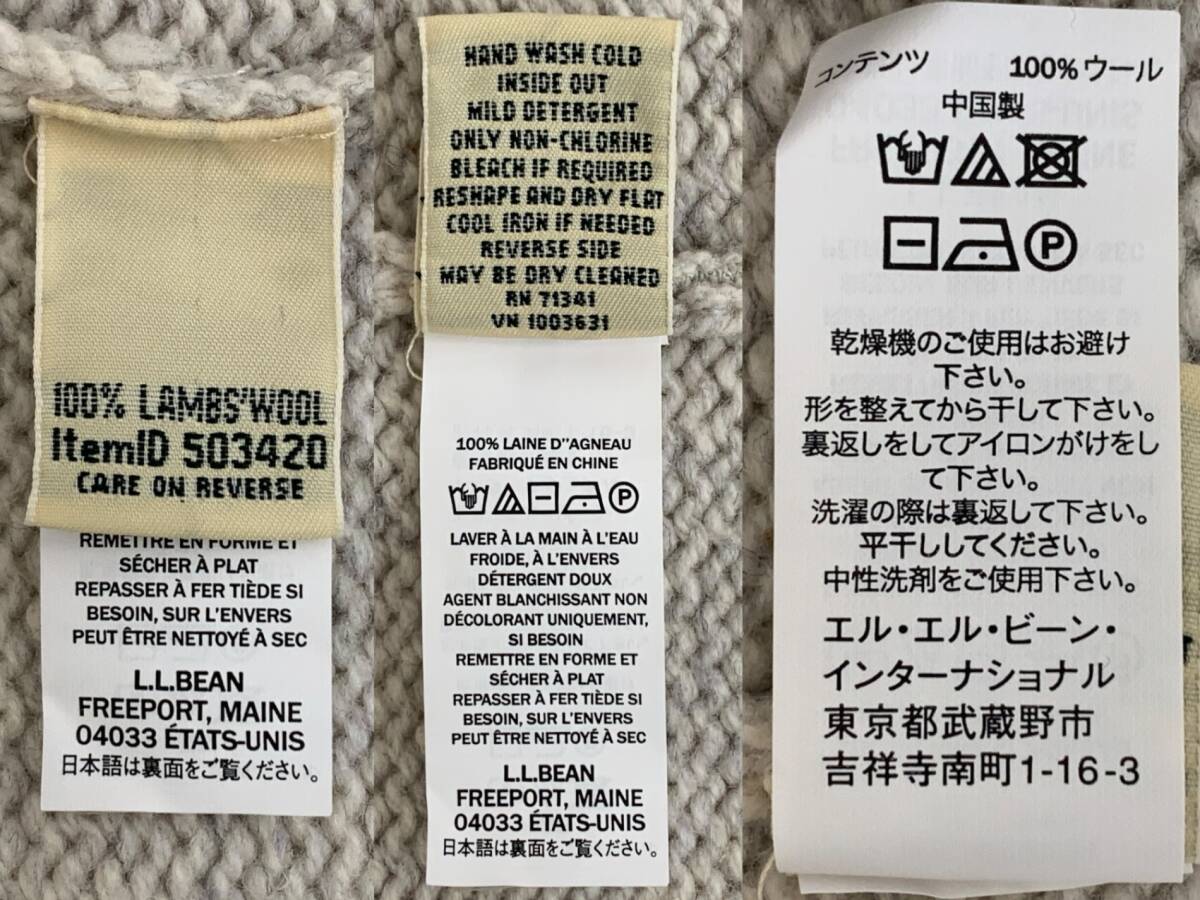 100% LAMBS'WOOL
ItemID 503420
CARE ON REVERSE
REMETTRE EN FORME ET
SÉCHER À PLAT
REPASSER À FER TIÈDE SI
BESOIN, SUR L'ENVERS
PEUT ÊTRE NETTOYÉ À SEC
L.L.BEAN
FREEPORT, MAINE
04033 ÉTATS-UNIS
日本語は裏面をご覧ください。
HAND WASH COLD
INSIDE OUT
MILD DETERGENT
ONLY NON-CHLORINE
BLEACH IF REQUIRED
RESHAPE AND DRY FLAT
COOL IRON IF NEEDED
REVERSE SIDE
MAY BE DRY CLEANED
RN 71341
VN 1003631
100% LAINE D''AGNEAU
FABRIQUÉ EN CHINE
P
LAVER À LA MAIN À L'EAU
FROIDE, À L'ENVERS
DÉTERGENT DOUX
AGENT BLANCHISSANT NON
DÉCOLORANT UNIQUEMENT,
SI BESOIN
REMETTRE EN FORME ET
SÉCHER À PLAT
REPASSER À FER TIÈDE SI
BESOIN, SUR L'ENVERS
PEUT ÊTRE NETTOYÉ À SEC
L.L.BEAN
FREEPORT, MAINE
04033 ÉTATS-UNIS
日本語は裏面をご覧ください。
コンテンツ 100% ウール
中国製
P
乾燥機のご使用はお避け
下さい。
形を整えてから干して下さい。
裏返しをしてアイロンがけをし
て下さい。
洗濯の際は裏返して下さい。
平干ししてください。
中性洗剤をご使用下さい。
エル・エル・ビーン・
インターナショナル
東京都武蔵野市
吉祥寺南町1-16-3